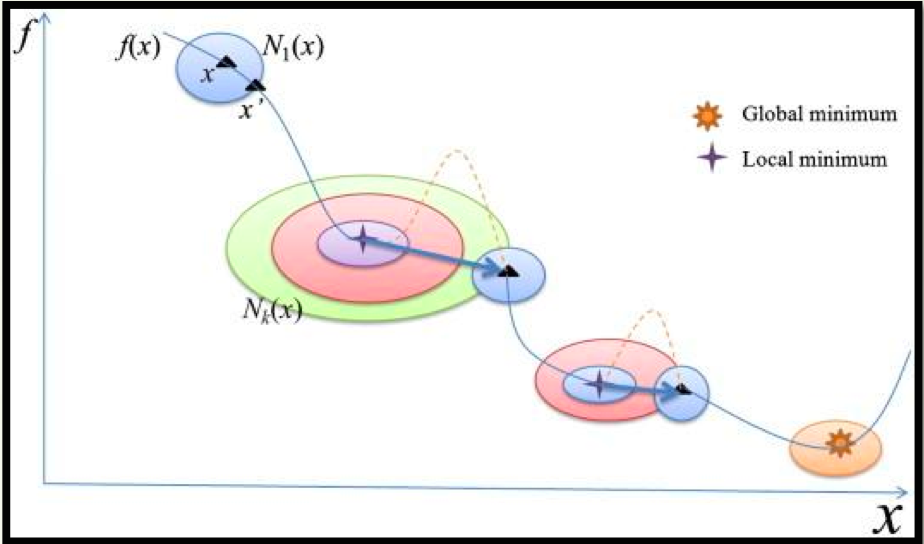 f
f(x)
N1(x)
x
x'
Global minimum
Local minimum
Nk(x)
x